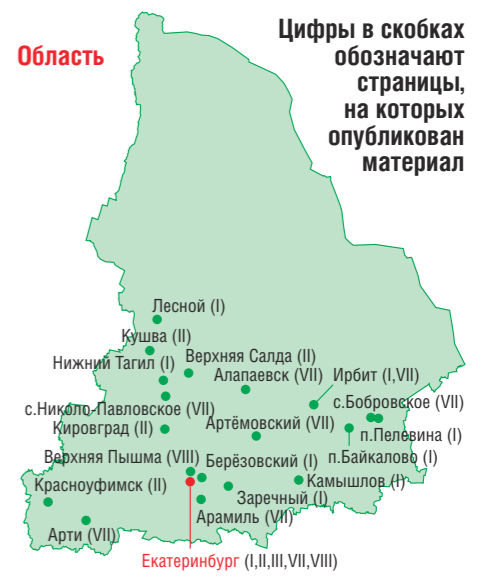 Область
Цифры в скобках
обозначают
страницы,
на которых
опубликован
материал
Лесной (I)
Кушва (II)
Нижний Тагил (I)
Верхняя Салда (II)
Алапаевск (VII)
Ирбит (I,VII)
с.Николо-Павловское (VII)
с.Бобровское (VII)
Кировград (II)
Артёмовский (VII)
п.Пелевина (I)
п.Байкалово (I)
Верхняя Пышма (VIII)
Берёзовский (I)
Камышлов (I)
Красноуфимск (II)
Заречный (I)
Арамиль (VII)
Арти (VII)
Екатеринбург (I,II,III,VII,VIII)